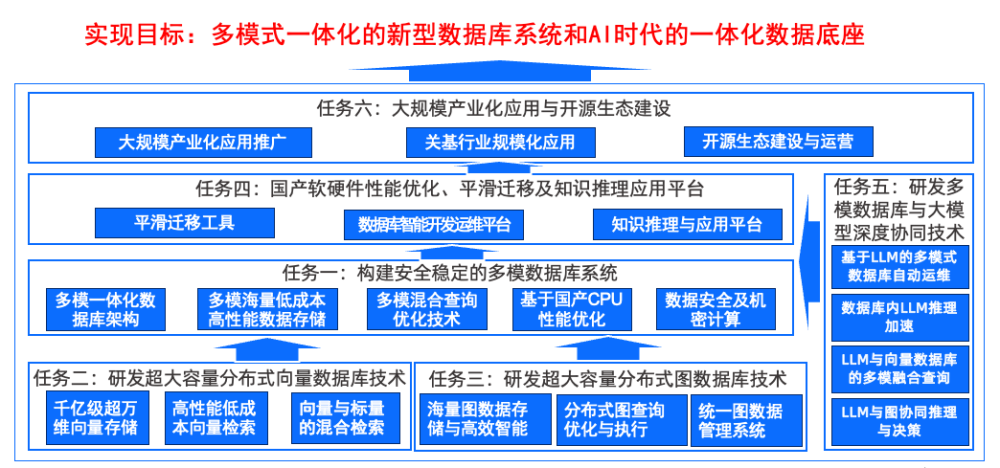 实现目标：多模式一体化的新型数据库系统和AI时代的一体化数据底座
任务六：大规模产业化应用与开源生态建设
大规模产业化应用推广
关基行业规模化应用
开源生态建设与运营
任务四：国产软硬件性能优化、平滑迁移及知识推理应用平台
平滑迁移工具
数据库智能开发运维平台
知识推理与应用平台
任务一：构建安全稳定的多模数据库系统
多模一体化数
据库架构
多模海量低成本
高性能数据存储
多模混合查询
优化技术
基于国产CPU
性能优化
数据安全及机
密计算
任务二：研发超大容量分布式向量数据库技术
千亿级超万
维向量存储
高性能低成
本向量检索
向量与标量
的混合检索
任务三：研发超大容量分布式图数据库技术
海量图数据存
储与高效智能
分布式图查询
优化与执行
统一图数据
管理系统
任务五：研发多
模数据库与大模
型深度协同技术
基于LLM的多模式
数据库自动运维
数据库内LLM推理
加速
LLM与向量数据库
的多模融合查询
LLM与图协同推理
与决策